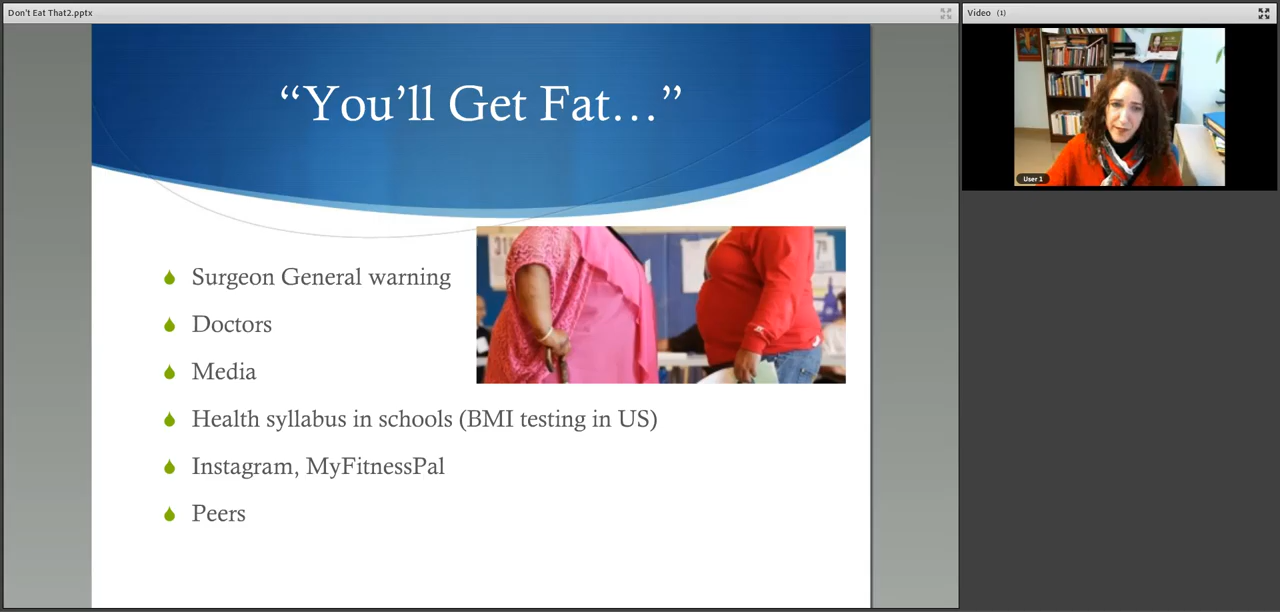 Don't Eat That2.pptx
Video (1)
“You’ll Get Fat…”
Surgeon General warning
Doctors
Media
Health syllabus in schools (BMI testing in US)
Instagram, MyFitnessPal
Peers
User 1